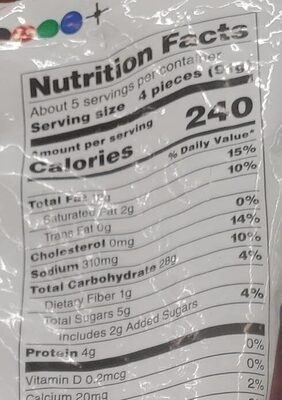 Nutrition Facts
About 5 servings per container
Serving size 4 pieces
Amount per serving
Calories 240
% Daily Value*
Total Fat 15%
Saturated Fat 2g 10%
Trans Fat 0g
Cholesterol 0mg 0%
Sodium 310mg 14%
Total Carbohydrate 28g 10%
Dietary Fiber 1g 4%
Total Sugars 5g
Includes 2g Added Sugars 4%
Protein 4g
Vitamin D 0.2mcg 0%
Calcium 20mg 0%
2%